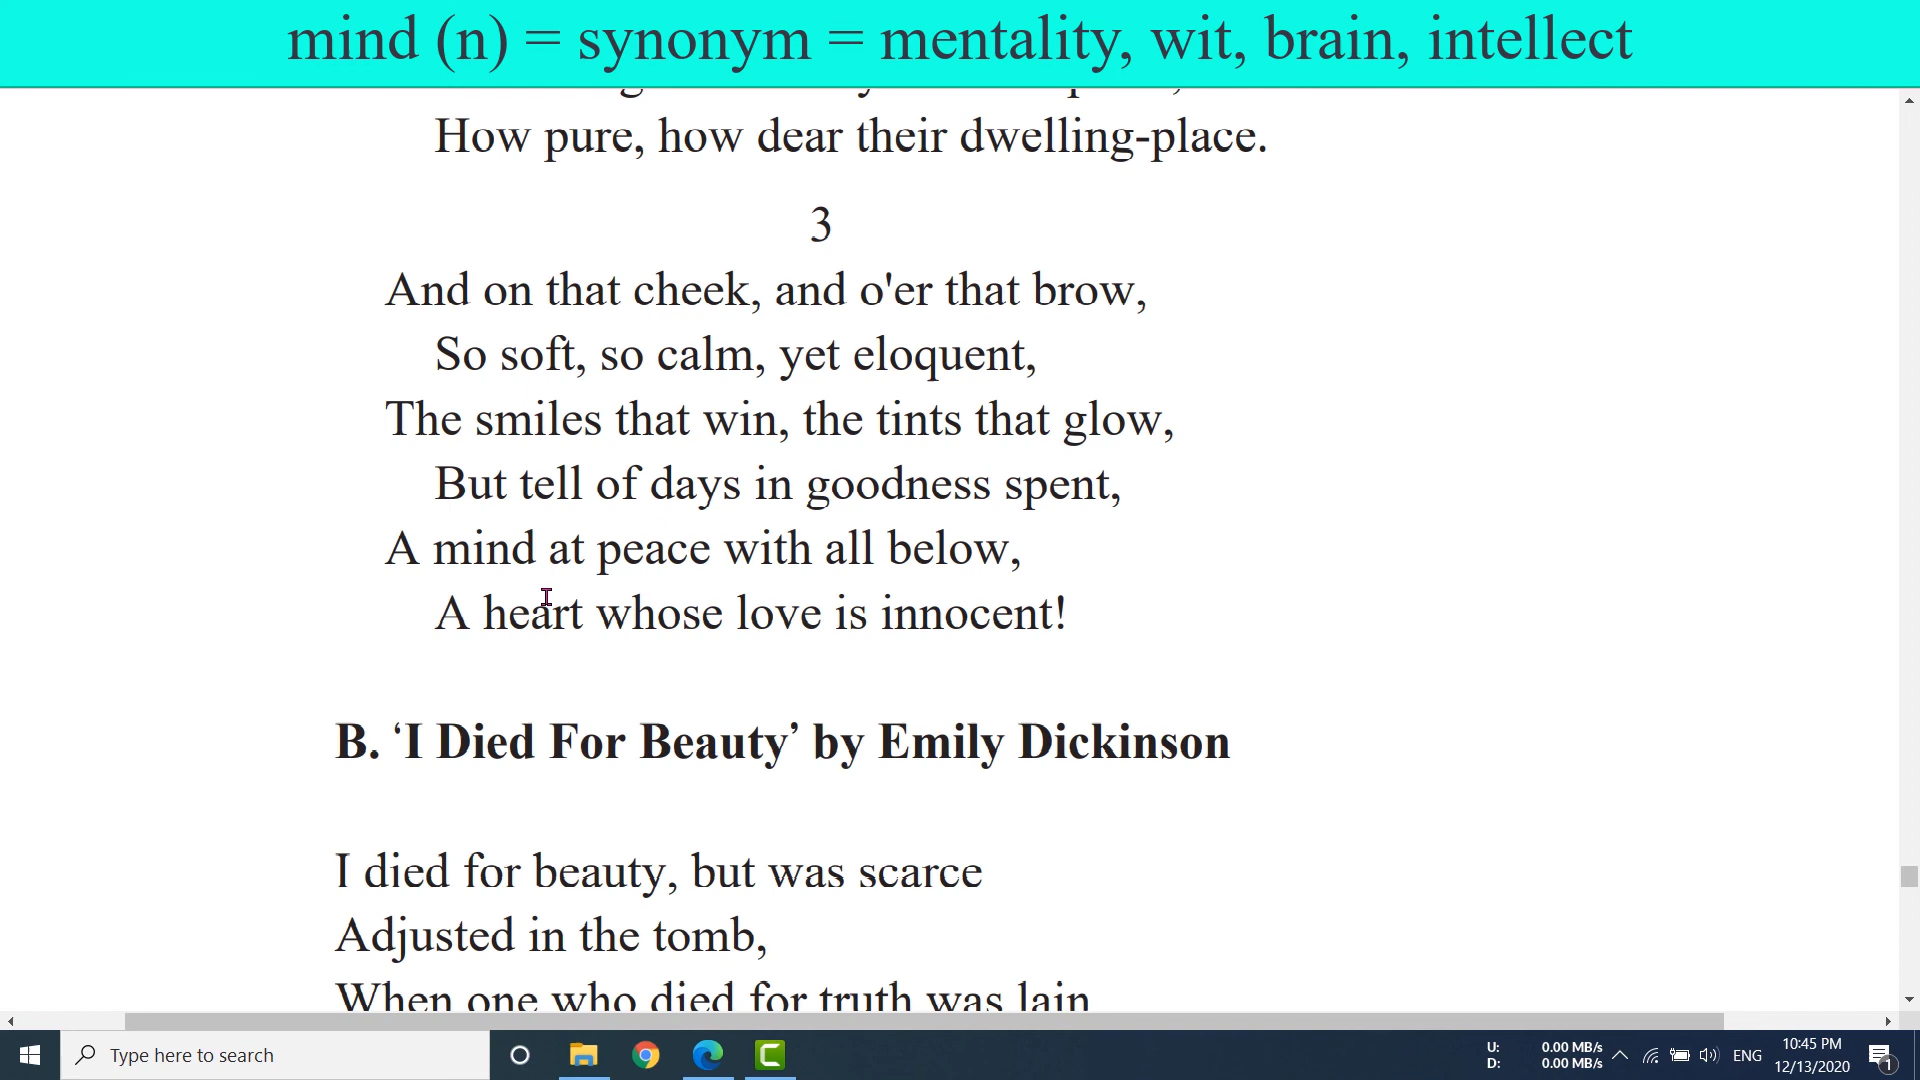 mind (n) = synonym = mentality, wit, brain, intellect
How pure, how dear their dwelling-place.
3
And on that cheek, and o'er that brow,
So soft, so calm, yet eloquent,
The smiles that win, the tints that glow,
But tell of days in goodness spent,
A mind at peace with all below,
A heart whose love is innocent!
B. ‘I Died For Beauty’ by Emily Dickinson
I died for beauty, but was scarce
Adjusted in the tomb,
When one who died for truth was lain
Type here to search
U: 0.00 MB/s
D: 0.00 MB/s
ENG
10:45 PM
12/13/2020
1